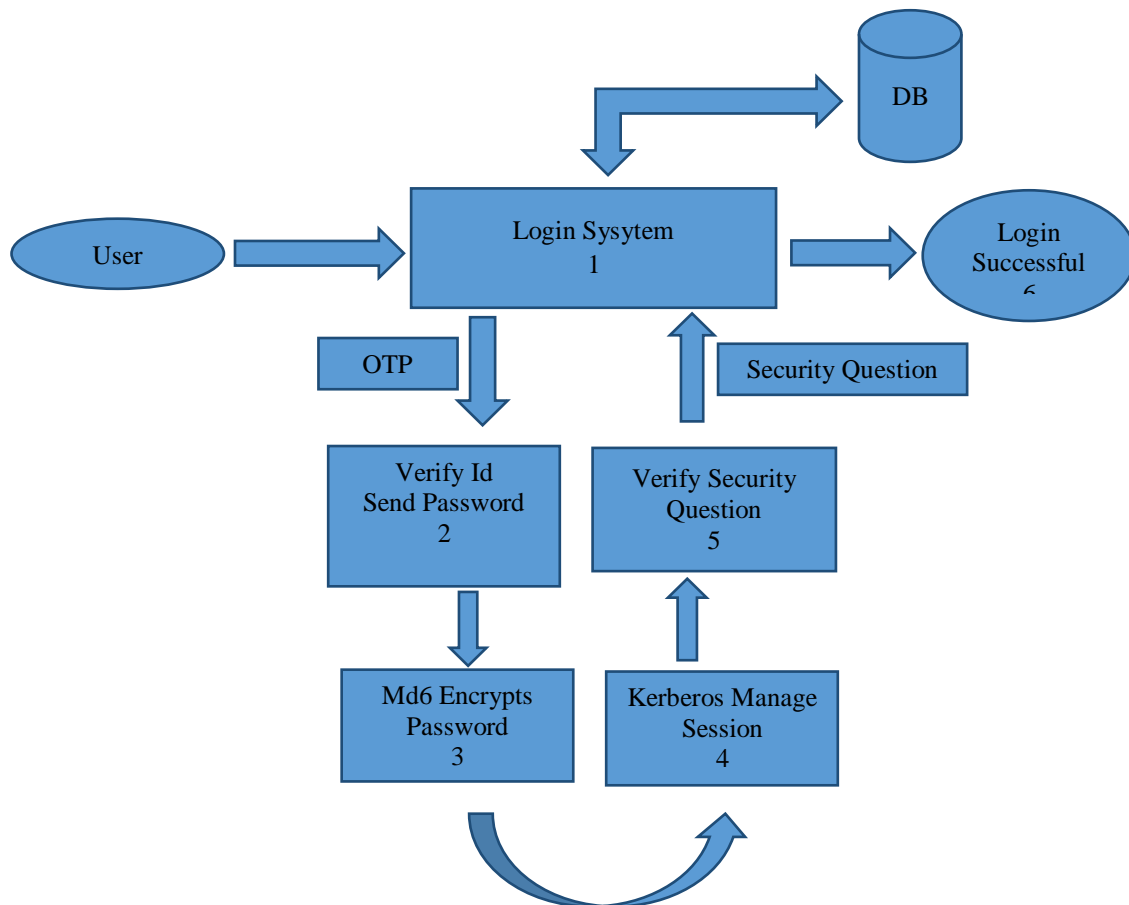 DB
User
Login Sysytem
1
Login
Successful
6
OTP
Security Question
Verify Id
Send Password
2
Verify Security
Question
5
Md6 Encrypts
Password
3
Kerberos Manage
Session
4